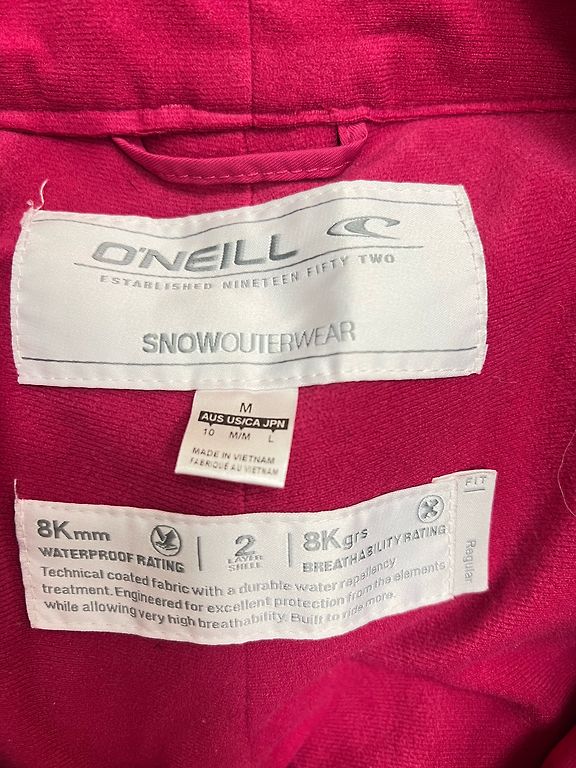 O'NEILL
ESTABLISHED NINETEEN FIFTY TWO
SNOWOUTERWEAR
M
AUS US/CA JPN
10 M/M L
MADE IN VIETNAM
FABRIQUÉ AU VIETNAM
FIT
Regular
8Kmm
WATERPROOF RATING
2
LAYER
SHELL
8Kgrs
BREATHABILITY RATING
Technical coated fabric with a durable water repellency
treatment. Engineered for excellent protection from the elements
while allowing very high breathability. Built to ride more.